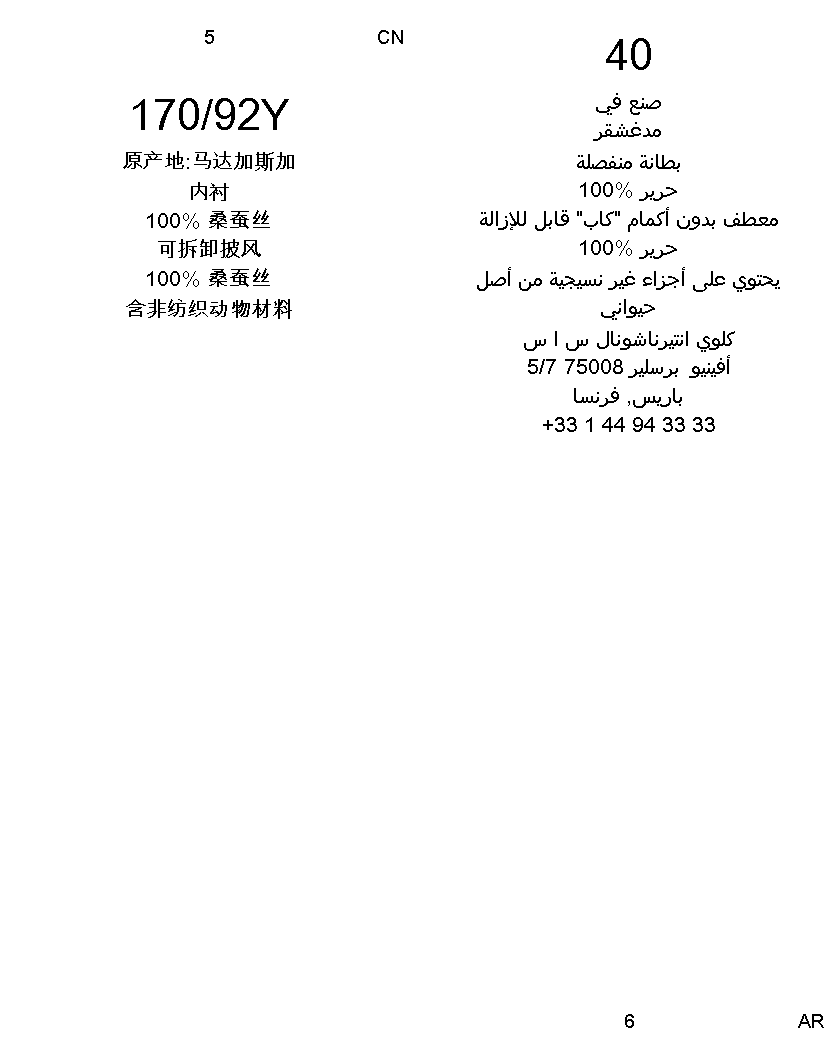 5
CN
170/92Y
原产地:马达加斯加
内衬
100% 桑蚕丝
可拆卸披风
100% 桑蚕丝
含非纺织动物材料
40
صنع في
مدغشقر
بطانة منفصلة
100% حرير
معطف بدون أكمام "كاب" قابل للإزالة
100% حرير
يحتوي على أجزاء غير نسيجية من أصل
حيواني
كلوي انتيرناشونال س ا س
5/7 75008 أفينيو برسلير
باريس, فرنسا
+33 1 44 94 33 33
6
AR